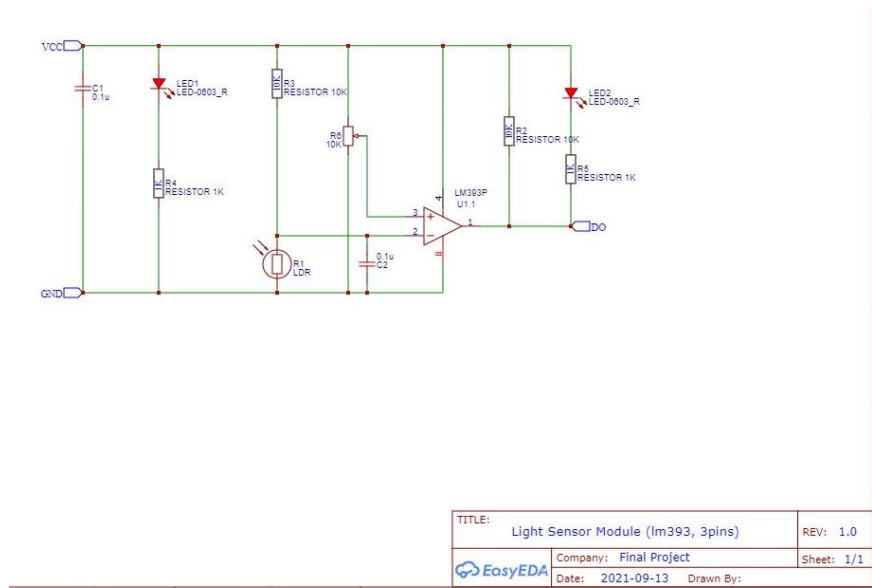 VCC
C1
0.1u
LED1
LED-0603_R
R4
RESISTOR 1K
1K
R3
RESISTOR 10K
10K
R6
10K
R1
LDR
0.1u
C2
3
2
4
8
1
LM393P
U1.1
R2
RESISTOR 10K
10K
LED2
LED-0603_R
R5
RESISTOR 1K
1K
DO
GND
TITLE:
Light Sensor Module (lm393, 3pins)
REV: 1.0
EasyEDA
Company: Final Project
Sheet: 1/1
Date: 2021-09-13 Drawn By: